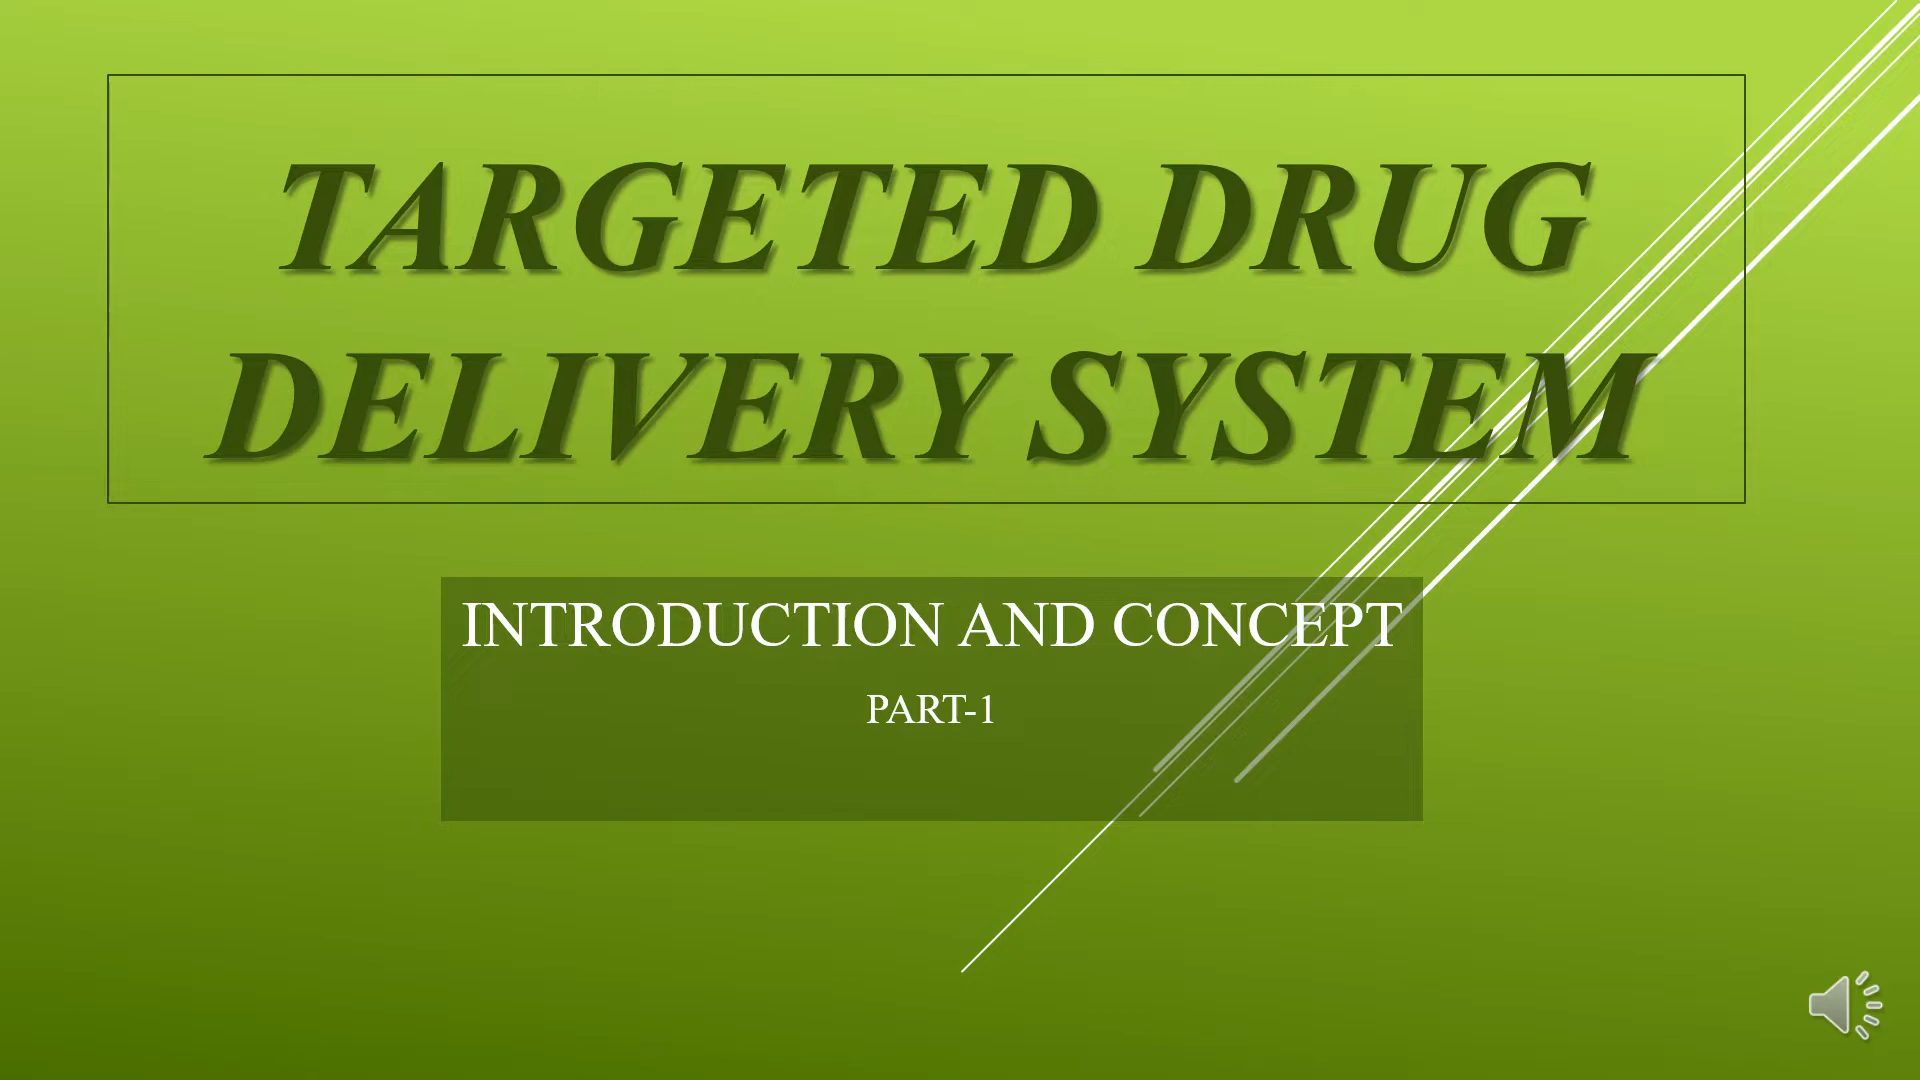 TARGETED DRUG
DELIVERY SYSTEM
INTRODUCTION AND CONCEPT
PART-1